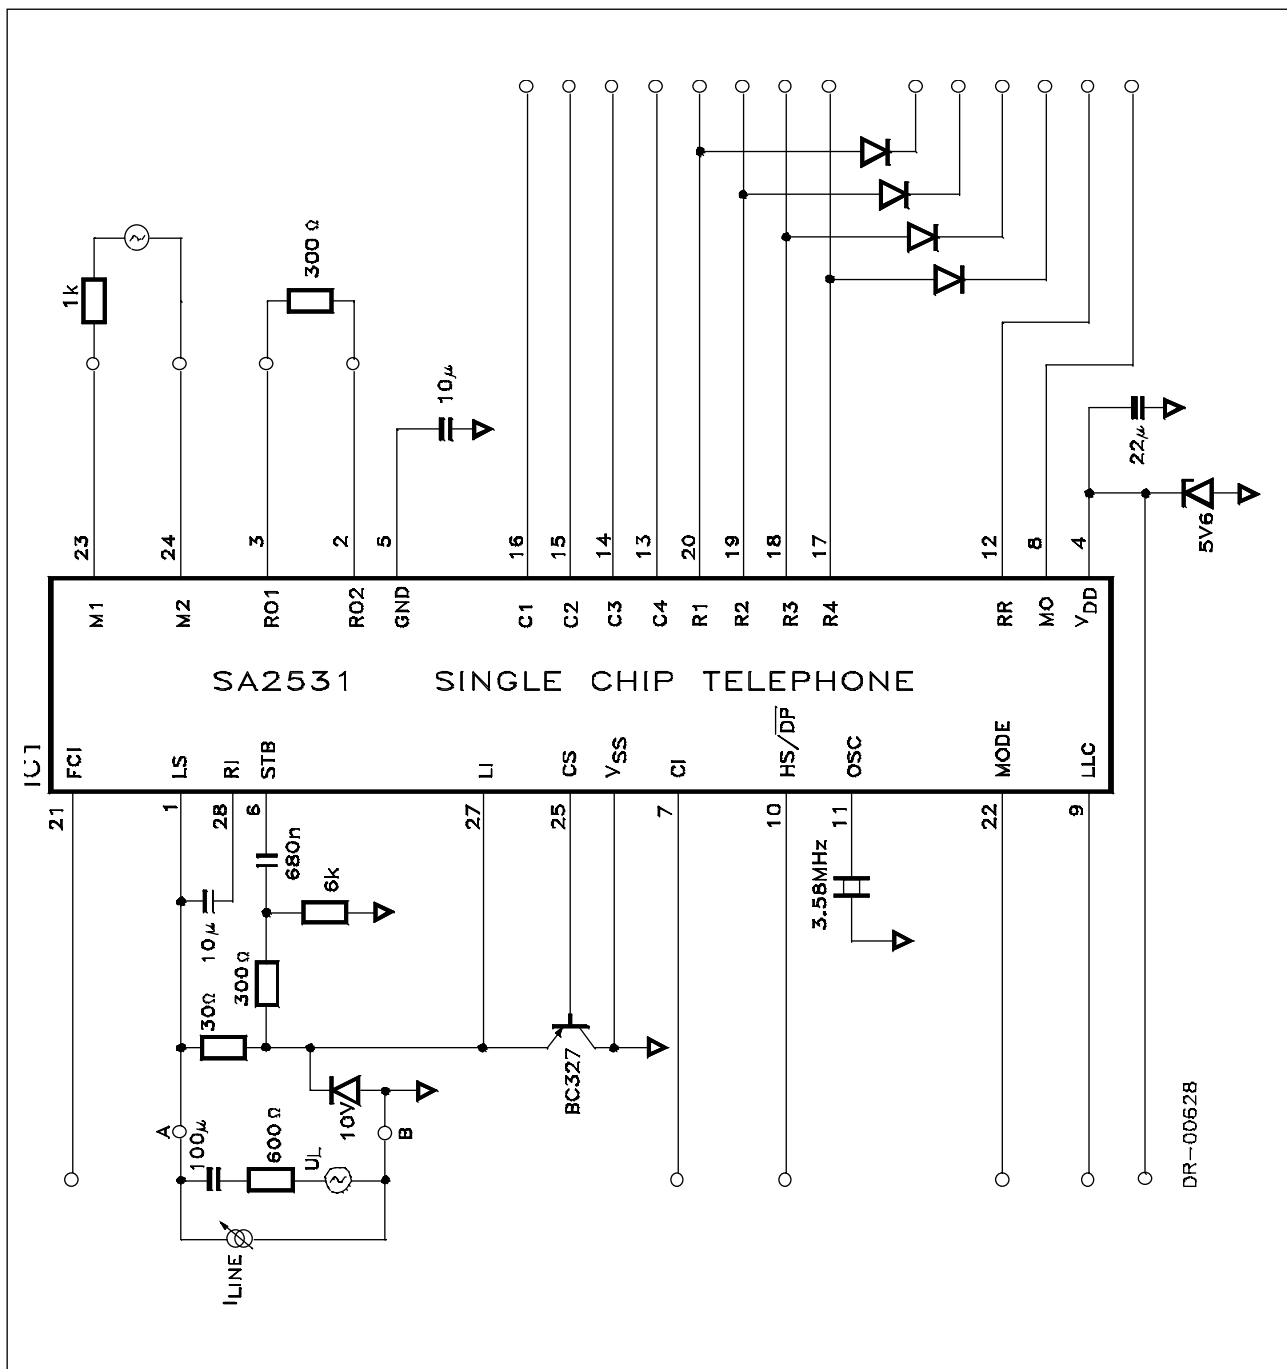 1k
300 Ω
10μ
22μ
5V6
23
24
3
2
5
16
15
14
13
20
19
18
17
12
8
4
M1
M2
RO1
RO2
GND
C1
C2
C3
C4
R1
R2
R3
R4
RR
MO
VDD
SA2531 SINGLE CHIP TELEPHONE
IC1
FCI
LS
RI
STB
LI
CS
VSS
CI
HS/DP
OSC
MODE
LLC
21
1
28
6
27
25
7
10
11
22
9
680n
6k
10μ
300Ω
30Ω
3.58MHz
BC327
10V
A
B
100μ
600Ω
UL
ILINE
DR-00628